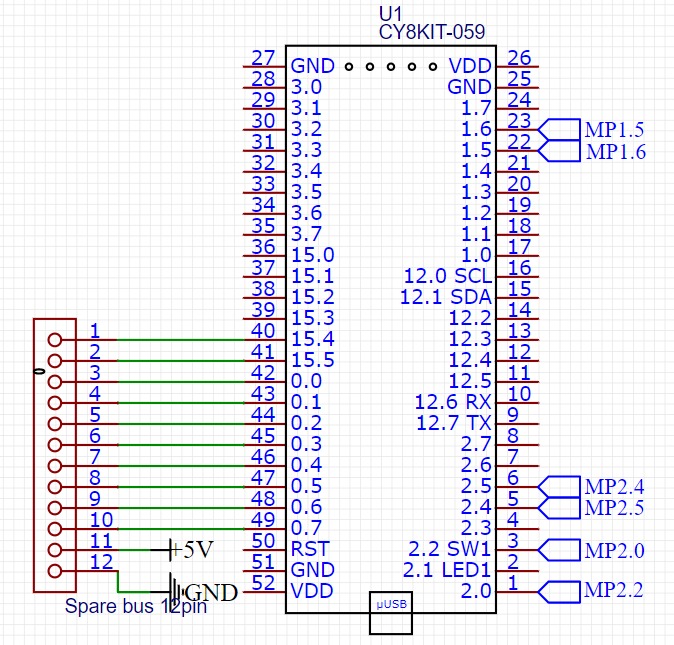 U1
CY8KIT-059
27 GND VDD 26
28 3.0 GND 25
29 3.1 1.7 24
30 3.2 1.6 23 MP1.5
31 3.3 1.5 22 MP1.6
32 3.4 1.4 21
33 3.5 1.3 20
34 3.6 1.2 19
35 3.7 1.1 18
36 15.0 1.0 17
37 15.1 12.0 SCL 16
38 15.2 12.1 SDA 15
39 15.3 12.2 14
1 40 15.4 12.3 13
2 41 15.5 12.4 12
3 42 0.0 12.5 11
4 43 0.1 12.6 RX 10
5 44 0.2 12.7 TX 9
6 45 0.3 2.7 8
7 46 0.4 2.6 7
8 47 0.5 2.5 6 MP2.4
9 48 0.6 2.4 5 MP2.5
10 49 0.7 2.3 4
11 +5V 50 RST 2.2 SW1 3 MP2.0
12 51 GND 2.1 LED1 2
GND 52 VDD 2.0 1 MP2.2
Spare bus 12pin
µUSB